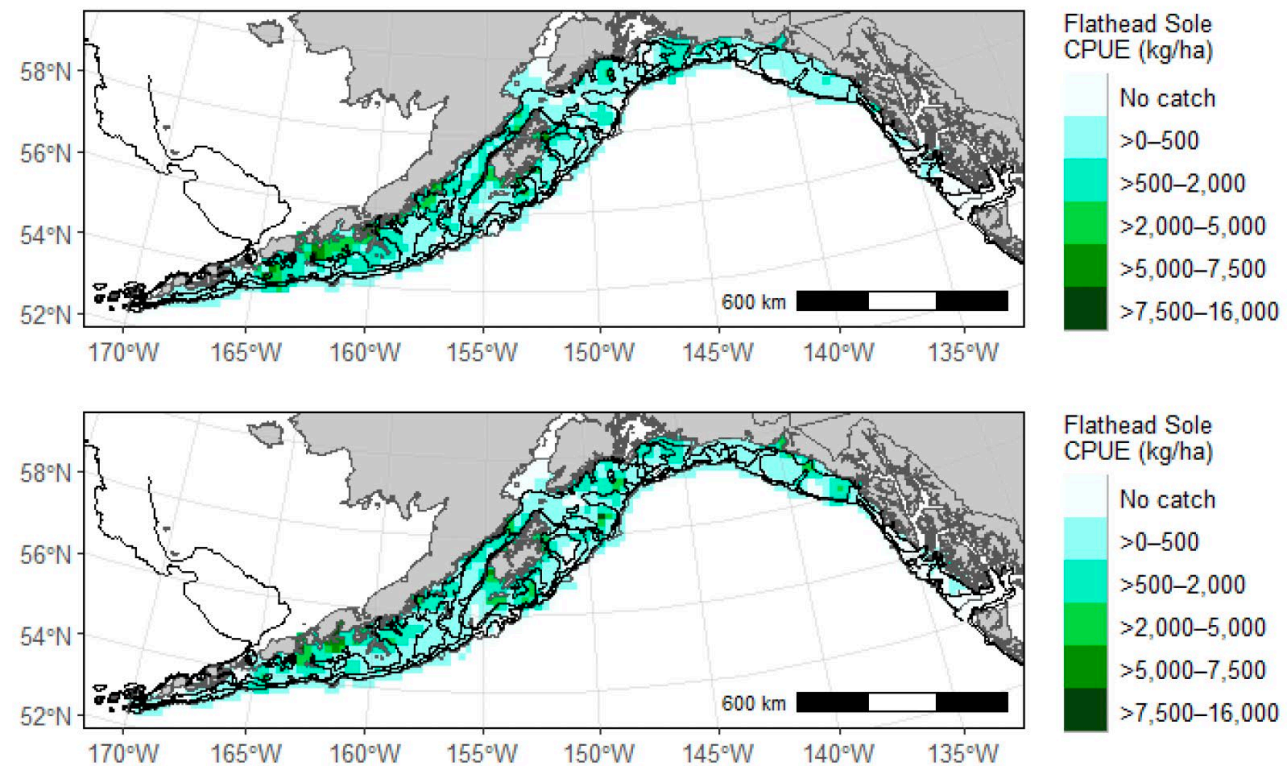 Flathead Sole
CPUE (kg/ha)
No catch
>0–500
>500–2,000
>2,000–5,000
>5,000–7,500
>7,500–16,000
58°N
56°N
54°N
52°N
600 km
170°W 165°W 160°W 155°W 150°W 145°W 140°W 135°W
Flathead Sole
CPUE (kg/ha)
No catch
>0–500
>500–2,000
>2,000–5,000
>5,000–7,500
>7,500–16,000
58°N
56°N
54°N
52°N
600 km
170°W 165°W 160°W 155°W 150°W 145°W 140°W 135°W